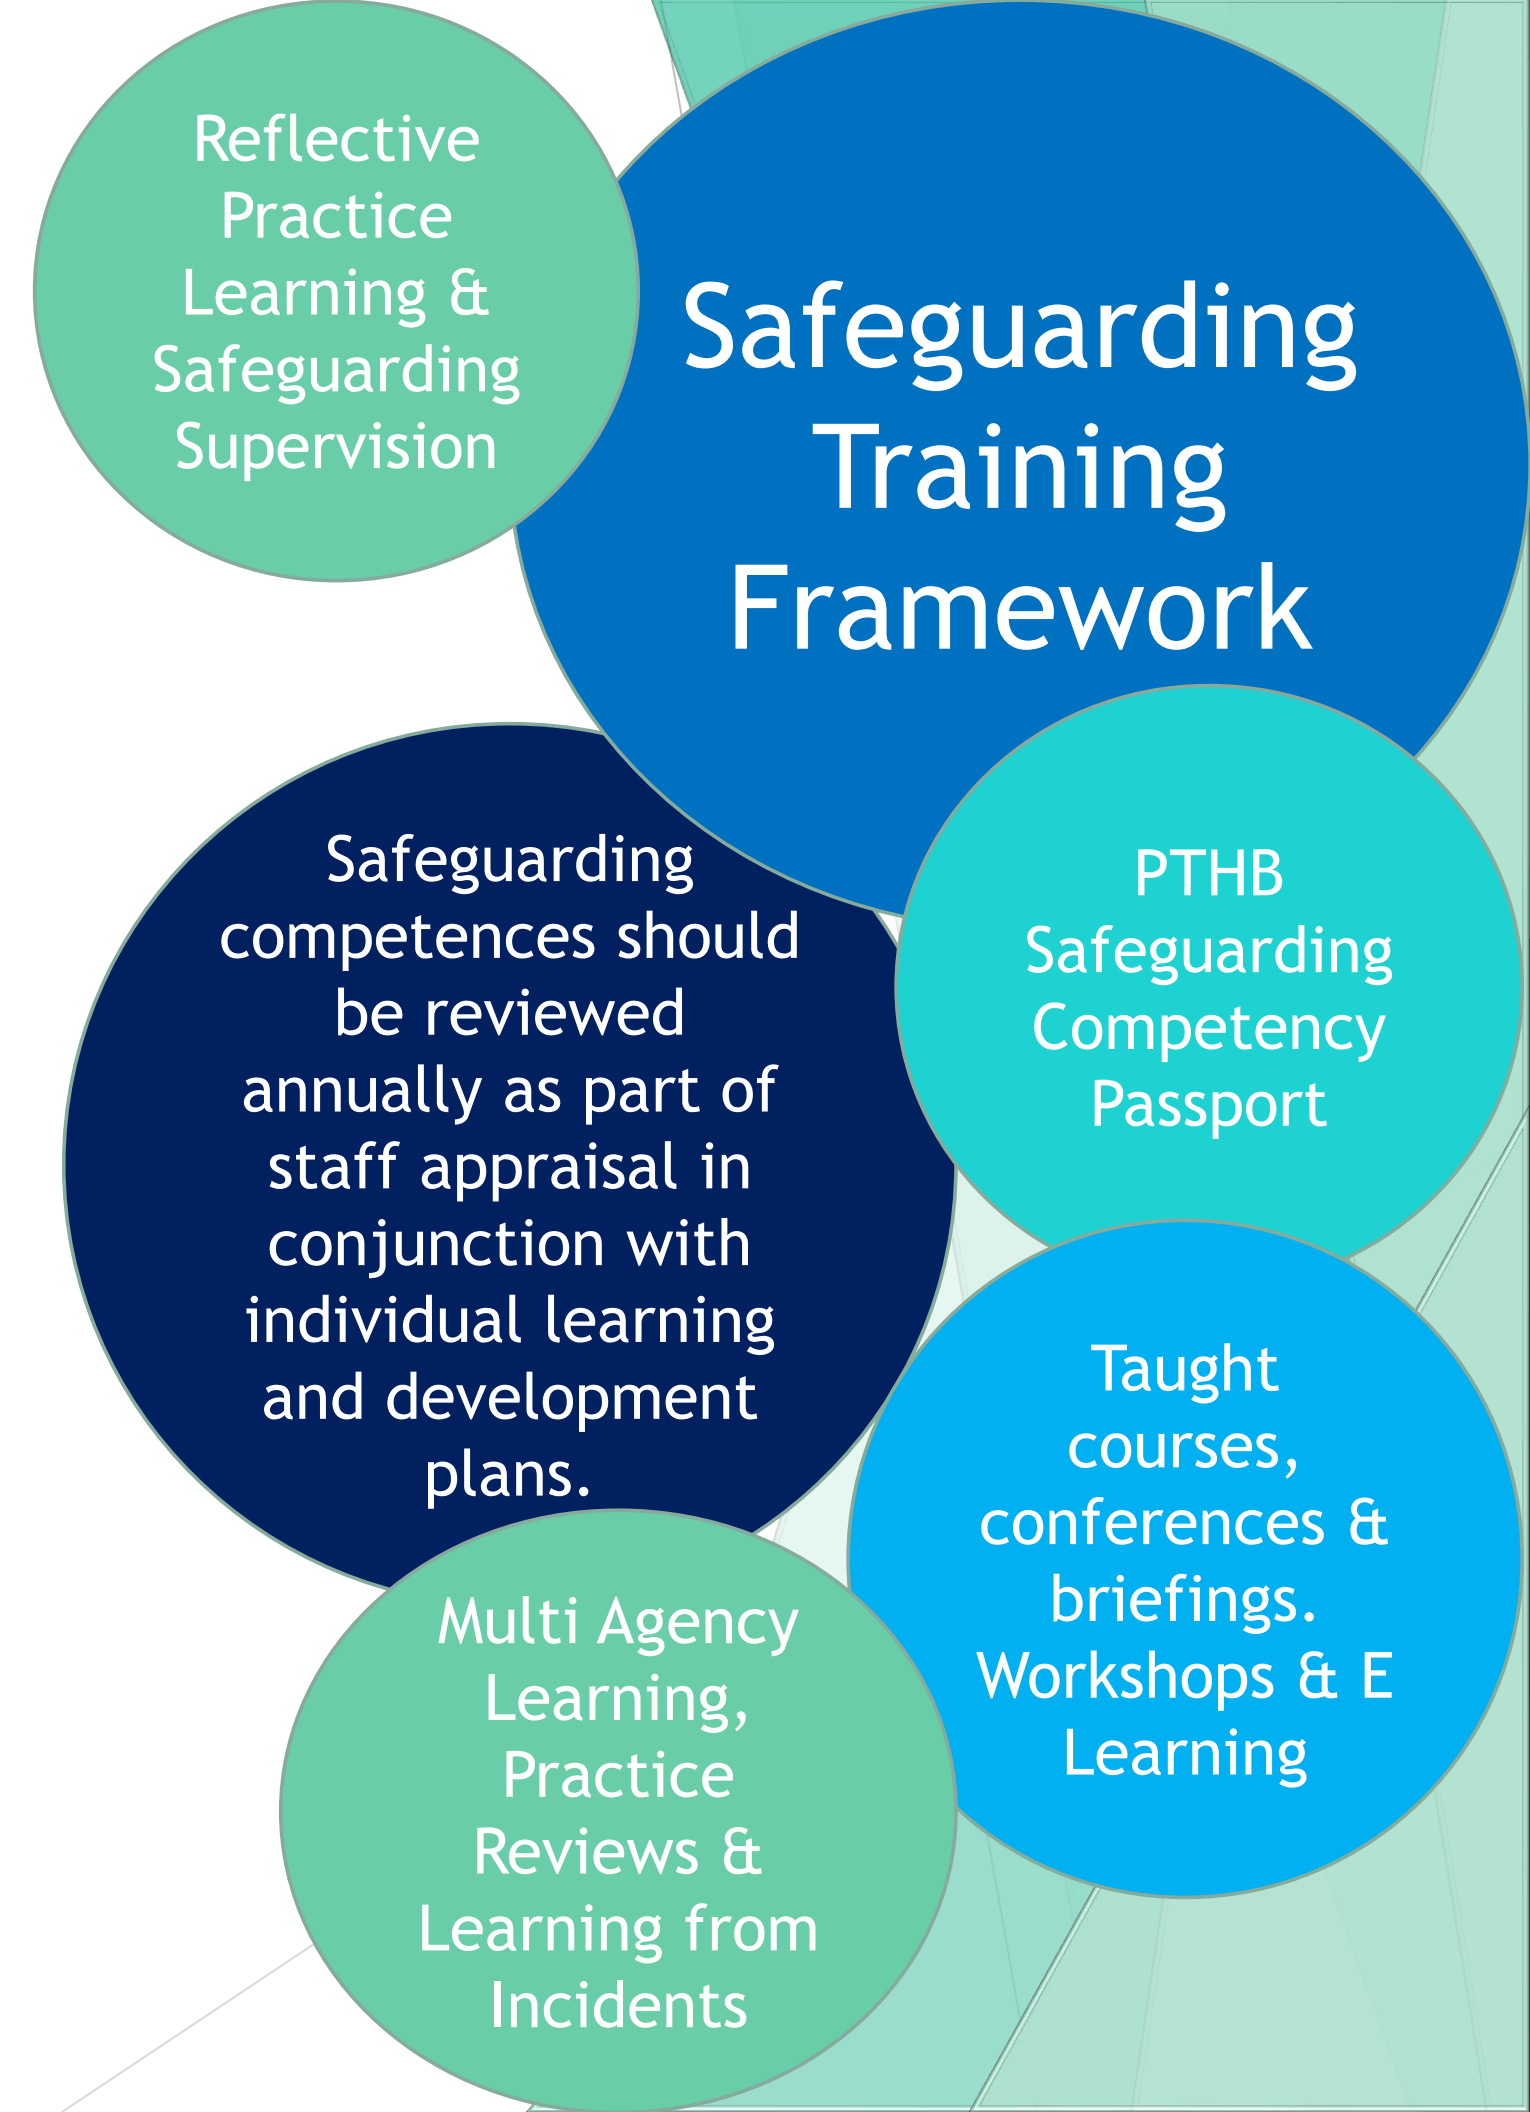 Reflective
Practice
Learning &
Safeguarding
Supervision
Safeguarding
Training
Framework
Safeguarding
competences should
be reviewed
annually as part of
staff appraisal in
conjunction with
individual learning
and development
plans.
PTHB
Safeguarding
Competency
Passport
Taught
courses,
conferences &
briefings.
Workshops & E
Learning
Multi Agency
Learning,
Practice
Reviews &
Learning from
Incidents